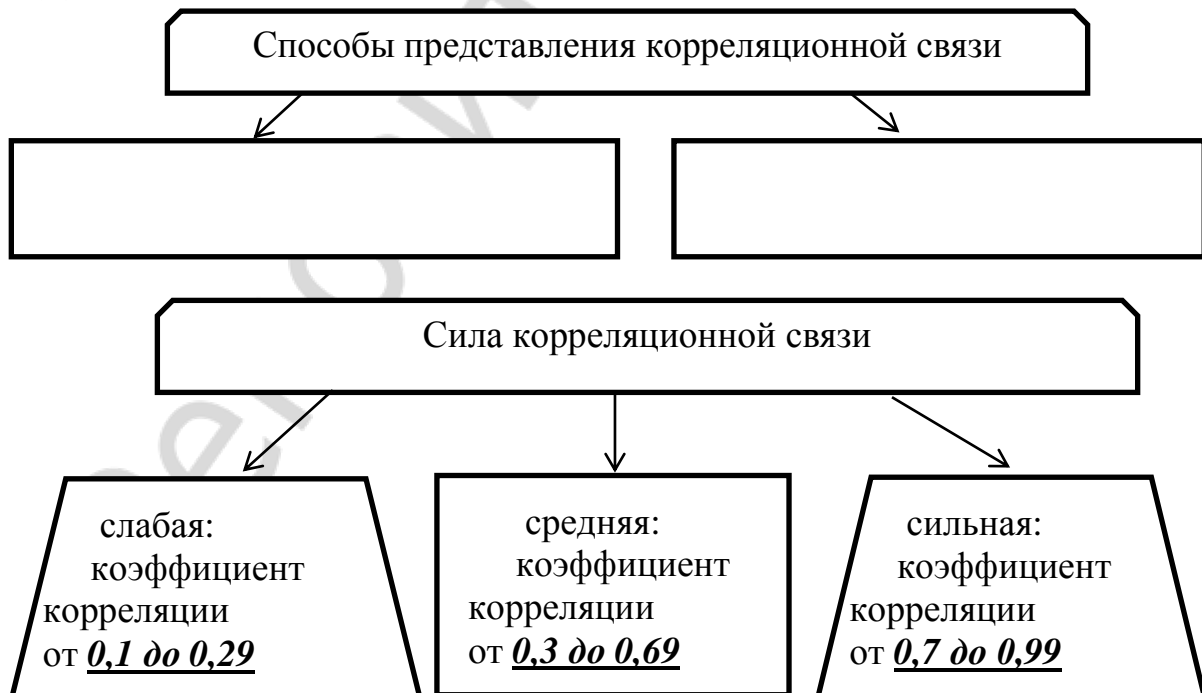 Способы представления корреляционной связи
Сила корреляционной связи
слабая:
коэффициент
корреляции
от 0,1 до 0,29
средняя:
коэффициент
корреляции
от 0,3 до 0,69
сильная:
коэффициент
корреляции
от 0,7 до 0,99